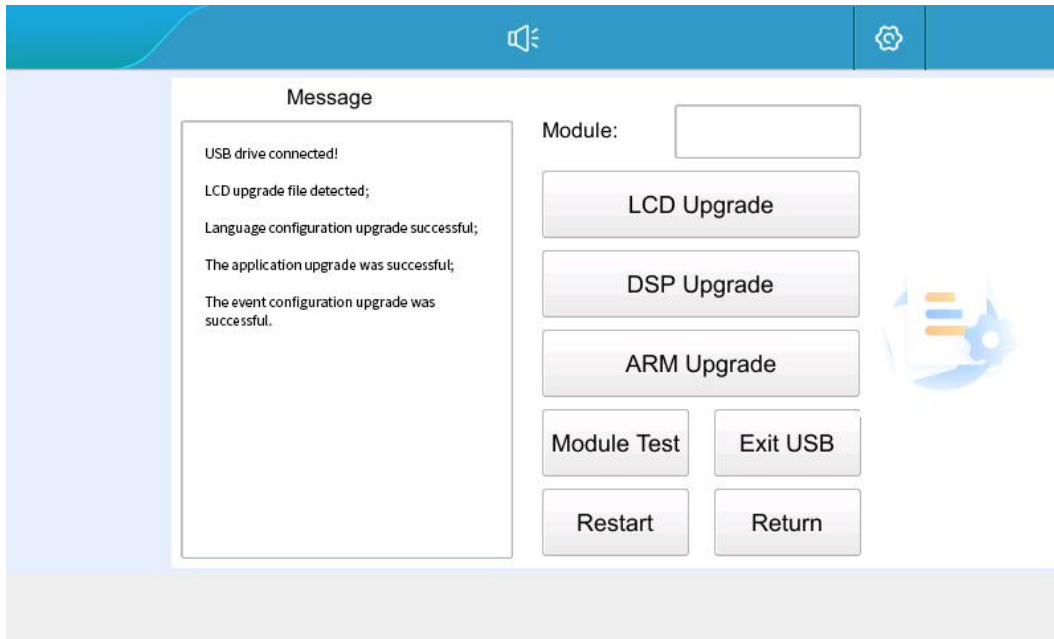 Message
USB drive connected!
LCD upgrade file detected;
Language configuration upgrade successful;
The application upgrade was successful;
The event configuration upgrade was
successful.
Module:
LCD Upgrade
DSP Upgrade
ARM Upgrade
Module Test
Exit USB
Restart
Return